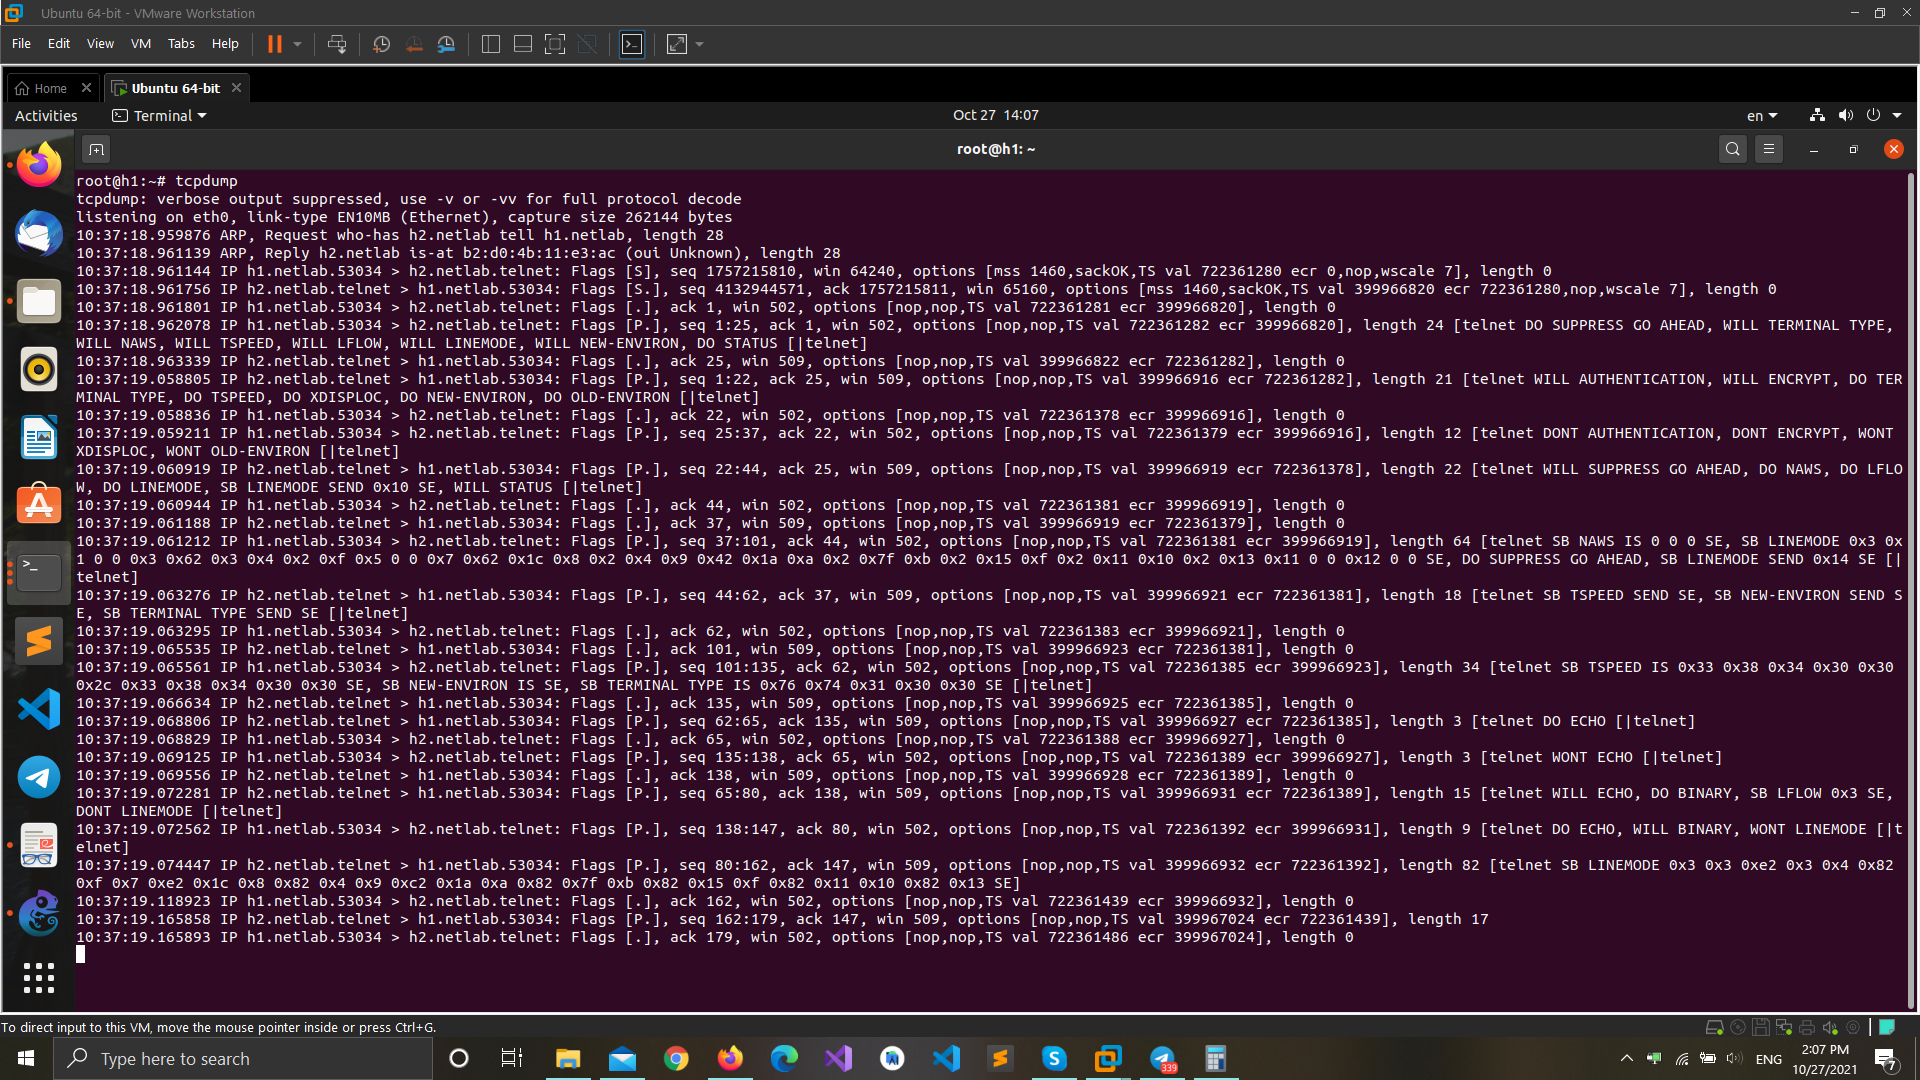 Ubuntu 64-bit - VMware Workstation
File Edit View VM Tabs Help
Home Ubuntu 64-bit
Activities Terminal Oct 27 14:07 en
root@h1: ~
root@h1:~# tcpdump
tcpdump: verbose output suppressed, use -v or -vv for full protocol decode
listening on eth0, link-type EN10MB (Ethernet), capture size 262144 bytes
10:37:18.959876 ARP, Request who-has h2.netlab tell h1.netlab, length 28
10:37:18.961139 ARP, Reply h2.netlab is-at b2:d0:4b:11:e3:ac (oui Unknown), length 28
10:37:18.961144 IP h1.netlab.53034 > h2.netlab.telnet: Flags [S], seq 1757215810, win 64240, options [mss 1460,sackOK,TS val 722361280 ecr 0,nop,wscale 7], length 0
10:37:18.961756 IP h2.netlab.telnet > h1.netlab.53034: Flags [S.], seq 4132944571, ack 1757215811, win 65160, options [mss 1460,sackOK,TS val 399966820 ecr 722361280,nop,wscale 7], length 0
10:37:18.961801 IP h1.netlab.53034 > h2.netlab.telnet: Flags [.], ack 1, win 502, options [nop,nop,TS val 722361281 ecr 399966820], length 0
10:37:18.962078 IP h1.netlab.53034 > h2.netlab.telnet: Flags [P.], seq 1:25, ack 1, win 502, options [nop,nop,TS val 722361282 ecr 399966820], length 24 [telnet DO SUPPRESS GO AHEAD, WILL TERMINAL TYPE,
WILL NAWS, WILL TSPEED, WILL LFLOW, WILL LINEMODE, WILL NEW-ENVIRON, DO STATUS [|telnet]
10:37:18.963339 IP h2.netlab.telnet > h1.netlab.53034: Flags [.], ack 25, win 509, options [nop,nop,TS val 399966822 ecr 722361282], length 0
10:37:19.058805 IP h2.netlab.telnet > h1.netlab.53034: Flags [P.], seq 1:22, ack 25, win 509, options [nop,nop,TS val 399966916 ecr 722361282], length 21 [telnet WILL AUTHENTICATION, WILL ENCRYPT, DO TER
MINAL TYPE, DO TSPEED, DO XDISPLOC, DO NEW-ENVIRON, DO OLD-ENVIRON [|telnet]
10:37:19.058836 IP h1.netlab.53034 > h2.netlab.telnet: Flags [.], ack 22, win 502, options [nop,nop,TS val 722361378 ecr 399966916], length 0
10:37:19.059211 IP h1.netlab.53034 > h2.netlab.telnet: Flags [P.], seq 25:37, ack 22, win 502, options [nop,nop,TS val 722361379 ecr 399966916], length 12 [telnet DONT AUTHENTICATION, DONT ENCRYPT, WONT
XDISPLOC, WONT OLD-ENVIRON [|telnet]
10:37:19.060919 IP h2.netlab.telnet > h1.netlab.53034: Flags [P.], seq 22:44, ack 25, win 509, options [nop,nop,TS val 399966919 ecr 722361378], length 22 [telnet WILL SUPPRESS GO AHEAD, DO NAWS, DO LFLO
W, DO LINEMODE, SB LINEMODE SEND 0x10 SE, WILL STATUS [|telnet]
10:37:19.060944 IP h1.netlab.53034 > h2.netlab.telnet: Flags [.], ack 44, win 502, options [nop,nop,TS val 722361381 ecr 399966919], length 0
10:37:19.061188 IP h2.netlab.telnet > h1.netlab.53034: Flags [.], ack 37, win 509, options [nop,nop,TS val 399966919 ecr 722361379], length 0
10:37:19.061212 IP h1.netlab.53034 > h2.netlab.telnet: Flags [P.], seq 37:101, ack 44, win 502, options [nop,nop,TS val 722361381 ecr 399966919], length 64 [telnet SB NAWS IS 0 0 0 SE, SB LINEMODE 0x3 0x
1 0 0 0x3 0x62 0x3 0x4 0x2 0xf 0x5 0 0 0x7 0x62 0x1c 0x8 0x2 0x4 0x9 0x42 0x1a 0xa 0x2 0x7f 0xb 0x2 0x15 0xf 0x2 0x11 0x10 0x2 0x13 0x11 0 0 0x12 0 0 SE, DO SUPPRESS GO AHEAD, SB LINEMODE SEND 0x14 SE [|
telnet]
10:37:19.063276 IP h2.netlab.telnet > h1.netlab.53034: Flags [P.], seq 44:62, ack 37, win 509, options [nop,nop,TS val 399966921 ecr 722361381], length 18 [telnet SB TSPEED SEND SE, SB NEW-ENVIRON SEND S
E, SB TERMINAL TYPE SEND SE [|telnet]
10:37:19.063295 IP h1.netlab.53034 > h2.netlab.telnet: Flags [.], ack 62, win 502, options [nop,nop,TS val 722361383 ecr 399966921], length 0
10:37:19.065535 IP h2.netlab.telnet > h1.netlab.53034: Flags [.], ack 101, win 509, options [nop,nop,TS val 399966923 ecr 722361381], length 0
10:37:19.065561 IP h1.netlab.53034 > h2.netlab.telnet: Flags [P.], seq 101:135, ack 62, win 502, options [nop,nop,TS val 722361385 ecr 399966923], length 34 [telnet SB TSPEED IS 0x33 0x38 0x34 0x30 0x30
0x2c 0x33 0x38 0x34 0x30 0x30 SE, SB NEW-ENVIRON IS SE, SB TERMINAL TYPE IS 0x76 0x74 0x31 0x30 0x30 SE [|telnet]
10:37:19.066634 IP h2.netlab.telnet > h1.netlab.53034: Flags [.], ack 135, win 509, options [nop,nop,TS val 399966925 ecr 722361385], length 0
10:37:19.068806 IP h2.netlab.telnet > h1.netlab.53034: Flags [P.], seq 62:65, ack 135, win 509, options [nop,nop,TS val 399966927 ecr 722361385], length 3 [telnet DO ECHO [|telnet]
10:37:19.068829 IP h1.netlab.53034 > h2.netlab.telnet: Flags [.], ack 65, win 502, options [nop,nop,TS val 722361388 ecr 399966927], length 0
10:37:19.069125 IP h1.netlab.53034 > h2.netlab.telnet: Flags [P.], seq 135:138, ack 65, win 502, options [nop,nop,TS val 722361389 ecr 399966927], length 3 [telnet WONT ECHO [|telnet]
10:37:19.069556 IP h2.netlab.telnet > h1.netlab.53034: Flags [.], ack 138, win 509, options [nop,nop,TS val 399966928 ecr 722361389], length 0
10:37:19.072281 IP h2.netlab.telnet > h1.netlab.53034: Flags [P.], seq 65:80, ack 138, win 509, options [nop,nop,TS val 399966931 ecr 722361389], length 15 [telnet WILL ECHO, DO BINARY, SB LFLOW 0x3 SE,
DONT LINEMODE [|telnet]
10:37:19.072562 IP h1.netlab.53034 > h2.netlab.telnet: Flags [P.], seq 138:147, ack 80, win 502, options [nop,nop,TS val 722361392 ecr 399966931], length 9 [telnet DO ECHO, WILL BINARY, WONT LINEMODE [|t
elnet]
10:37:19.074447 IP h2.netlab.telnet > h1.netlab.53034: Flags [P.], seq 80:162, ack 147, win 509, options [nop,nop,TS val 399966932 ecr 722361392], length 82 [telnet SB LINEMODE 0x3 0x3 0xe2 0x3 0x4 0x82
0xf 0x7 0xe2 0x1c 0x8 0x82 0x4 0x9 0xc2 0x1a 0xa 0x82 0x7f 0xb 0x82 0x15 0xf 0x82 0x11 0x10 0x82 0x13 SE]
10:37:19.118923 IP h1.netlab.53034 > h2.netlab.telnet: Flags [.], ack 162, win 502, options [nop,nop,TS val 722361439 ecr 399966932], length 0
10:37:19.165858 IP h2.netlab.telnet > h1.netlab.53034: Flags [P.], seq 162:179, ack 147, win 509, options [nop,nop,TS val 399967024 ecr 722361439], length 17
10:37:19.165893 IP h1.netlab.53034 > h2.netlab.telnet: Flags [.], ack 179, win 502, options [nop,nop,TS val 722361486 ecr 399967024], length 0
To direct input to this VM, move the mouse pointer inside or press Ctrl+G.
Type here to search
339
ENG
2:07 PM
10/27/2021
7